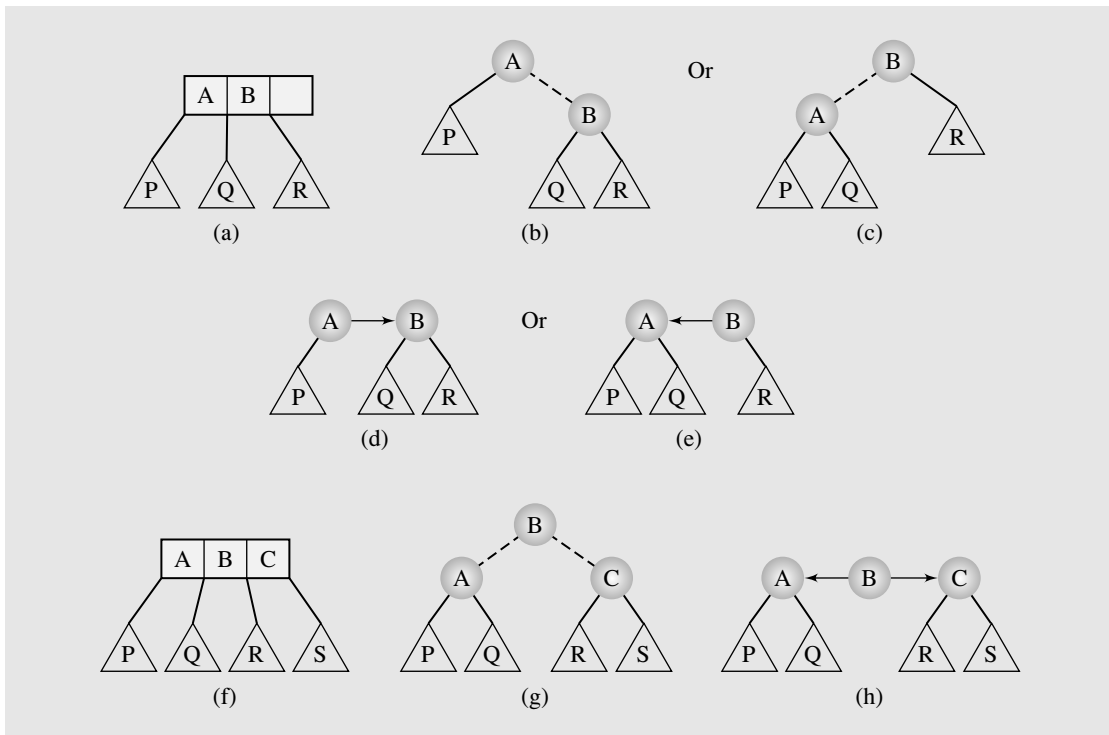 A B
P Q R
(a)
A
B
P
Q R
(b)
Or
B
A
R
P Q
(c)
A B
P Q R
(d)
Or
A B
P Q R
(e)
A B C
P Q R S
(f)
B
A C
P Q R S
(g)
A B C
P Q R S
(h)